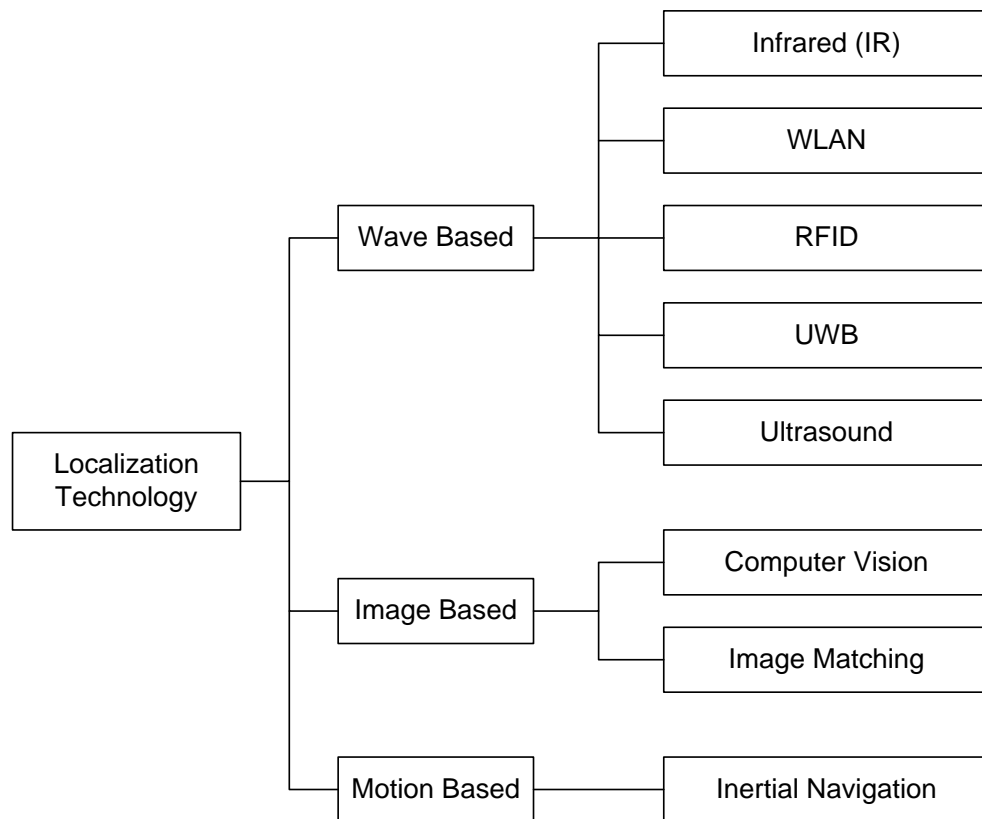 Localization
Technology
Wave Based
Infrared (IR)
WLAN
RFID
UWB
Ultrasound
Image Based
Computer Vision
Image Matching
Motion Based
Inertial Navigation